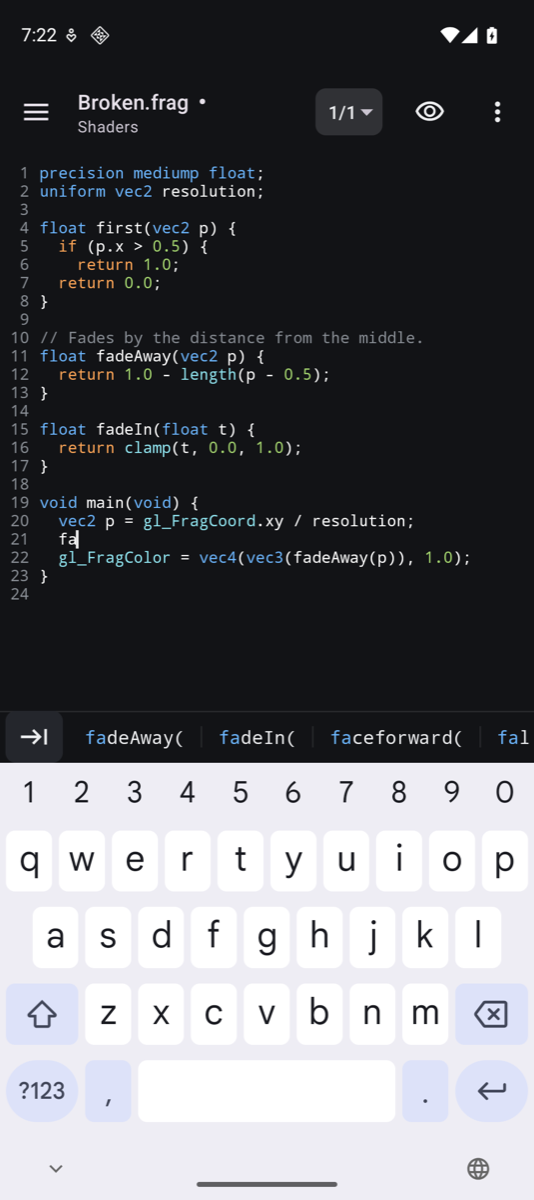 7:22
Broken.frag •
Shaders
1/1
1 precision mediump float;
2 uniform vec2 resolution;
3
4 float first(vec2 p) {
5   if (p.x > 0.5) {
6     return 1.0;
7   return 0.0;
8 }
9
10 // Fades by the distance from the middle.
11 float fadeAway(vec2 p) {
12   return 1.0 - length(p - 0.5);
13 }
14
15 float fadeIn(float t) {
16   return clamp(t, 0.0, 1.0);
17 }
18
19 void main(void) {
20   vec2 p = gl_FragCoord.xy / resolution;
21   fa
22   gl_FragColor = vec4(vec3(fadeAway(p)), 1.0);
23 }
24
fadeAway( fadeIn( faceforward( fal
1 2 3 4 5 6 7 8 9 0
q w e r t y u i o p
a s d f g h j k l
z x c v b n m
?123 , .